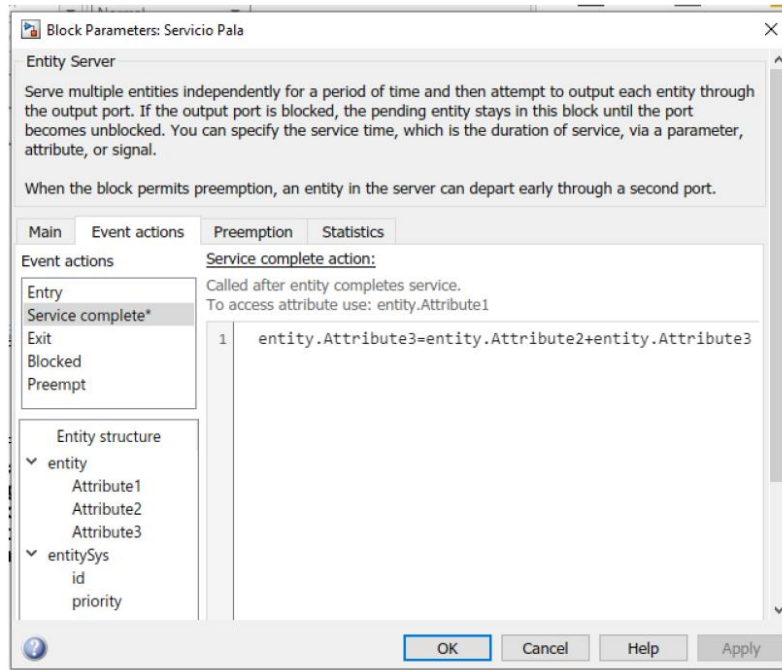 Normal
Block Parameters: Servicio Pala
Entity Server
Serve multiple entities independently for a period of time and then attempt to output each entity through
the output port. If the output port is blocked, the pending entity stays in this block until the port
becomes unblocked. You can specify the service time, which is the duration of service, via a parameter,
attribute, or signal.
When the block permits preemption, an entity in the server can depart early through a second port.
Main Event actions Preemption Statistics
Event actions
Service complete action:
Entry
Service complete*
Exit
Blocked
Preempt
Called after entity completes service.
To access attribute use: entity.Attribute1
1 entity.Attribute3=entity.Attribute2+entity.Attribute3
Entity structure
entity
Attribute1
Attribute2
Attribute3
entitySys
id
priority
OK Cancel Help Apply